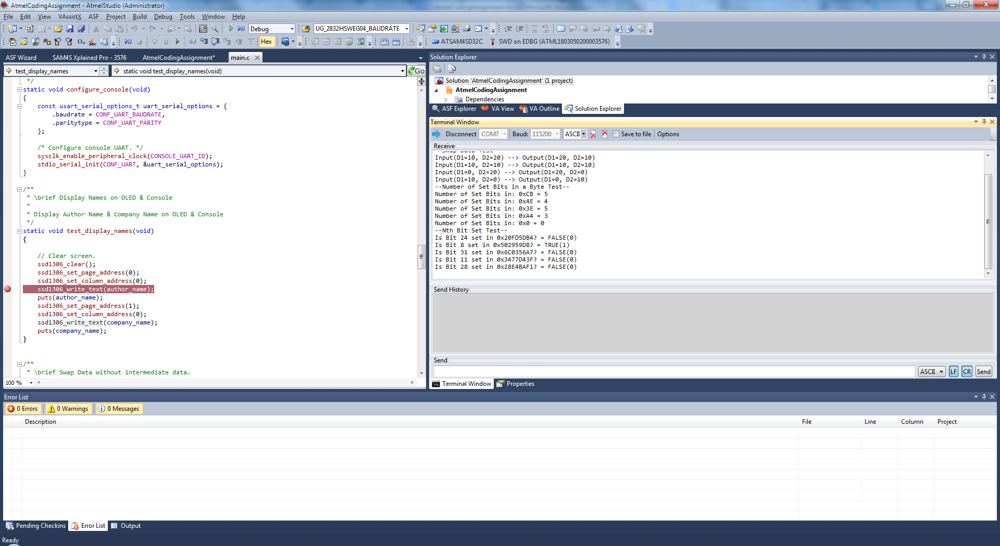 AtmelCodingAssignment - AtmelStudio (Administrator)
File Edit View VAssistX ASF Project Build Debug Tools Window Help
Debug UG_2832HSWEG04_BAUDRATE
Hex ATSAM4SD32C SWD on EDBG (ATML1803050200003576)
ASF Wizard SAM4S Xplained Pro - 3576 AtmelCodingAssignment* main.c
test_display_names static void test_display_names(void) Go
*/
static void configure_console(void)
{
const usart_serial_options_t uart_serial_options = {
.baudrate = CONF_UART_BAUDRATE,
.paritytype = CONF_UART_PARITY
};
/* Configure console UART. */
sysclk_enable_peripheral_clock(CONSOLE_UART_ID);
stdio_serial_init(CONF_UART, &uart_serial_options);
}
/**
* \brief Display Names on OLED & Console
*
* Display Author Name & Company Name on OLED & Console
*/
static void test_display_names(void)
{
// Clear screen.
ssd1306_clear();
ssd1306_set_page_address(0);
ssd1306_set_column_address(0);
ssd1306_write_text(author_name);
puts(author_name);
ssd1306_set_page_address(1);
ssd1306_set_column_address(0);
ssd1306_write_text(company_name);
puts(company_name);
}
/**
* \brief Swap Data without intermediate data.
100 %
Solution Explorer
Solution 'AtmelCodingAssignment' (1 project)
AtmelCodingAssignment
Dependencies
ASF Explorer VA View VA Outline Solution Explorer
Terminal Window
Disconnect COM7 Baud: 115200 ASCII Save to file Options
Receive
--Swap Data Test--
Input(D1=10, D2=20) --> Output(D1=20, D2=10)
Input(D1=10, D2=10) --> Output(D1=10, D2=10)
Input(D1=0, D2=20) --> Output(D1=20, D2=0)
Input(D1=10, D2=0) --> Output(D1=0, D2=10)
--Number of Set Bits in a Byte Test--
Number of Set Bits in: 0xCB = 5
Number of Set Bits in: 0x4E = 4
Number of Set Bits in: 0x3E = 5
Number of Set Bits in: 0xA4 = 3
Number of Set Bits in: 0x0 = 0
--Nth Bit Set Test--
Is Bit 24 set in 0x20FD5DB4? = FALSE(0)
Is Bit 8 set in 0x502959D8? = TRUE(1)
Is Bit 31 set in 0x6C0356A7? = FALSE(0)
Is Bit 11 set in 0x3477D43F? = FALSE(0)
Is Bit 28 set in 0x28E4BAF1? = FALSE(0)
Send History
Send
ASCII LF CR Send
Terminal Window Properties
Error List
0 Errors 0 Warnings 0 Messages
Description File Line Column Project
Pending Checkins Error List Output
Ready